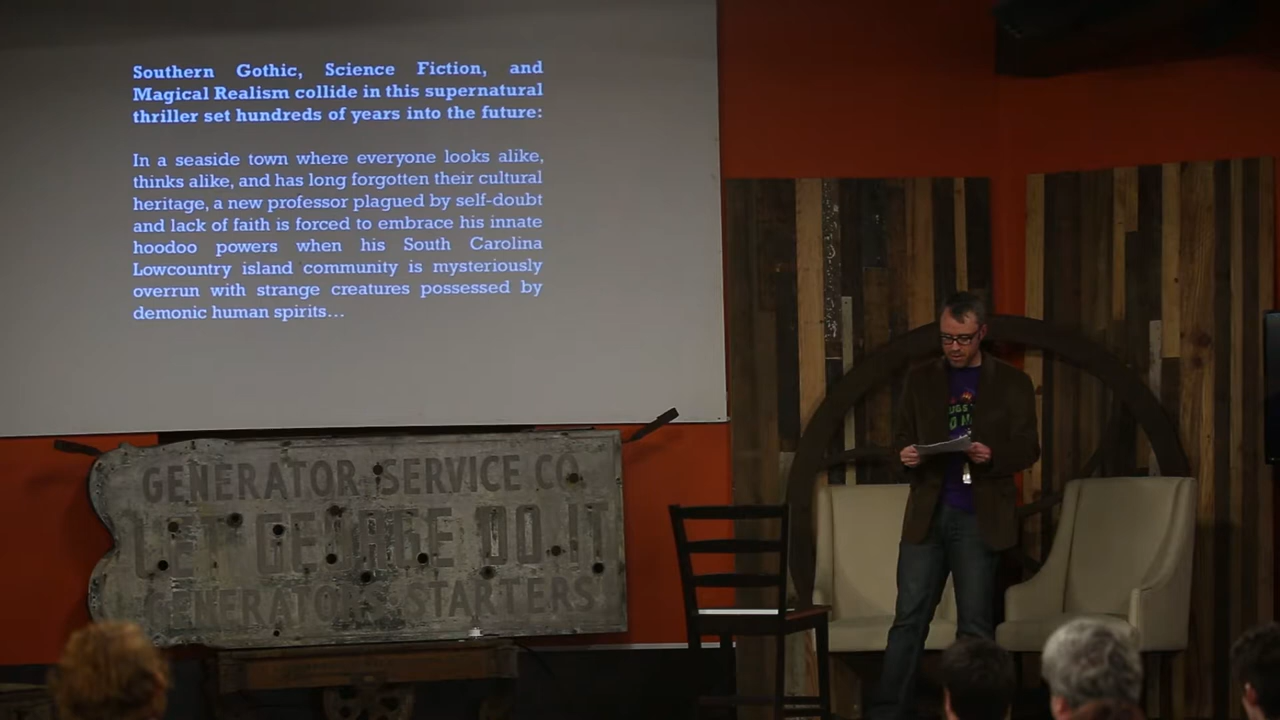 Southern Gothic, Science Fiction, and
Magical Realism collide in this supernatural
thriller set hundreds of years into the future:
In a seaside town where everyone looks alike,
thinks alike, and has long forgotten their cultural
heritage, a new professor plagued by self-doubt
and lack of faith is forced to embrace his innate
hoodoo powers when his South Carolina
Lowcountry island community is mysteriously
overrun with strange creatures possessed by
demonic human spirits...
GENERATOR SERVICE CO.
LET GEORGE DO IT
GENERATORS STARTERS